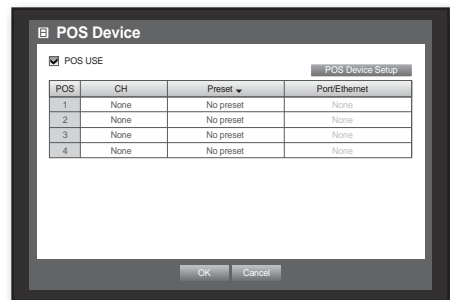 POS Device
POS USE
POS Device Setup
POS CH Preset Port/Ethernet
1 None No preset None
2 None No preset None
3 None No preset None
4 None No preset None
OK Cancel